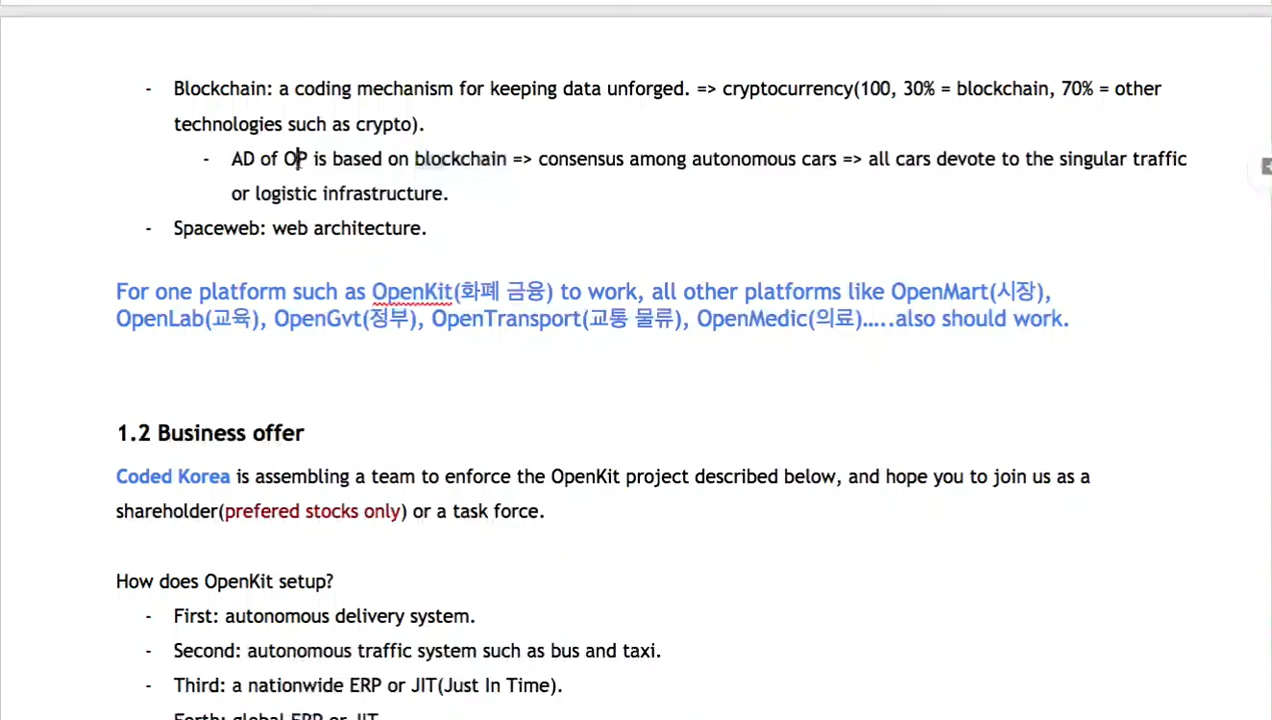 - Blockchain: a coding mechanism for keeping data unforged. => cryptocurrency(100, 30% = blockchain, 70% = other
technologies such as crypto).
- AD of OP is based on blockchain => consensus among autonomous cars => all cars devote to the singular traffic
or logistic infrastructure.
- Spaceweb: web architecture.
For one platform such as OpenKit(화폐 금융) to work, all other platforms like OpenMart(시장),
OpenLab(교육), OpenGvt(정부), OpenTransport(교통 물류), OpenMedic(의료)…..also should work.
1.2 Business offer
Coded Korea is assembling a team to enforce the OpenKit project described below, and hope you to join us as a
shareholder(prefered stocks only) or a task force.
How does OpenKit setup?
- First: autonomous delivery system.
- Second: autonomous traffic system such as bus and taxi.
- Third: a nationwide ERP or JIT(Just In Time).
Forth: global ERP or JIT